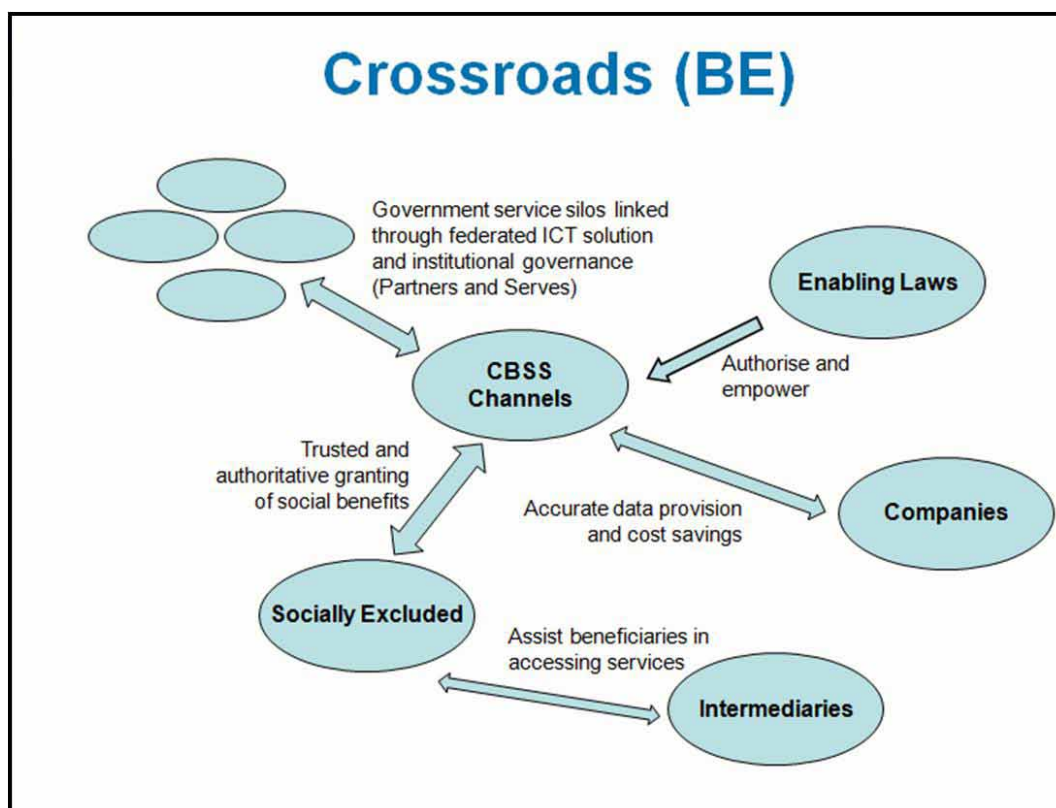 Crossroads (BE)
Government service silos linked
through federated ICT solution
and institutional governance
(Partners and Serves)
Enabling Laws
CBSS
Channels
Authorise and
empower
Trusted and
authoritative granting
of social benefits
Accurate data provision
and cost savings
Companies
Socially Excluded
Assist beneficiaries in
accessing services
Intermediaries